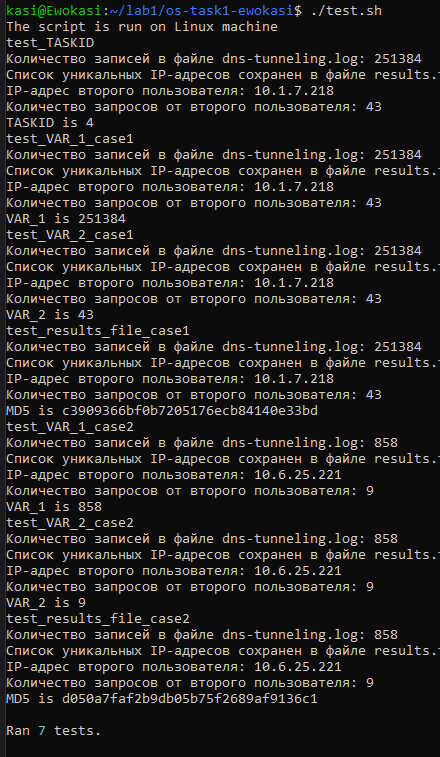 kasi@Ewokasi:~/lab1/os-task1-ewokasi$ ./test.sh
The script is run on Linux machine
test_TASKID
Количество записей в файле dns-tunneling.log: 251384
Список уникальных IP-адресов сохранен в файле results.
IP-адрес второго пользователя: 10.1.7.218
Количество запросов от второго пользователя: 43
TASKID is 4
test_VAR_1_case1
Количество записей в файле dns-tunneling.log: 251384
Список уникальных IP-адресов сохранен в файле results.
IP-адрес второго пользователя: 10.1.7.218
Количество запросов от второго пользователя: 43
VAR_1 is 251384
test_VAR_2_case1
Количество записей в файле dns-tunneling.log: 251384
Список уникальных IP-адресов сохранен в файле results.
IP-адрес второго пользователя: 10.1.7.218
Количество запросов от второго пользователя: 43
VAR_2 is 43
test_results_file_case1
Количество записей в файле dns-tunneling.log: 251384
Список уникальных IP-адресов сохранен в файле results.
IP-адрес второго пользователя: 10.1.7.218
Количество запросов от второго пользователя: 43
MD5 is c3909366bf0b7205176ecb84140e33bd
test_VAR_1_case2
Количество записей в файле dns-tunneling.log: 858
Список уникальных IP-адресов сохранен в файле results.
IP-адрес второго пользователя: 10.6.25.221
Количество запросов от второго пользователя: 9
VAR_1 is 858
test_VAR_2_case2
Количество записей в файле dns-tunneling.log: 858
Список уникальных IP-адресов сохранен в файле results.
IP-адрес второго пользователя: 10.6.25.221
Количество запросов от второго пользователя: 9
VAR_2 is 9
test_results_file_case2
Количество записей в файле dns-tunneling.log: 858
Список уникальных IP-адресов сохранен в файле results.
IP-адрес второго пользователя: 10.6.25.221
Количество запросов от второго пользователя: 9
MD5 is d050a7faf2b9db05b75f2689af9136c1
Ran 7 tests.